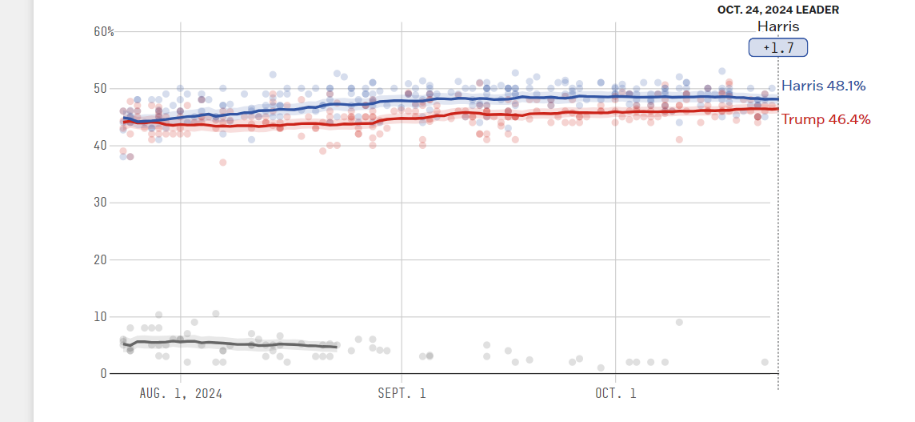 OCT. 24, 2024 LEADER
Harris
+1.7
60%
50
Harris 48.1%
Trump 46.4%
40
30
20
10
0
AUG. 1, 2024 SEPT. 1 OCT. 1